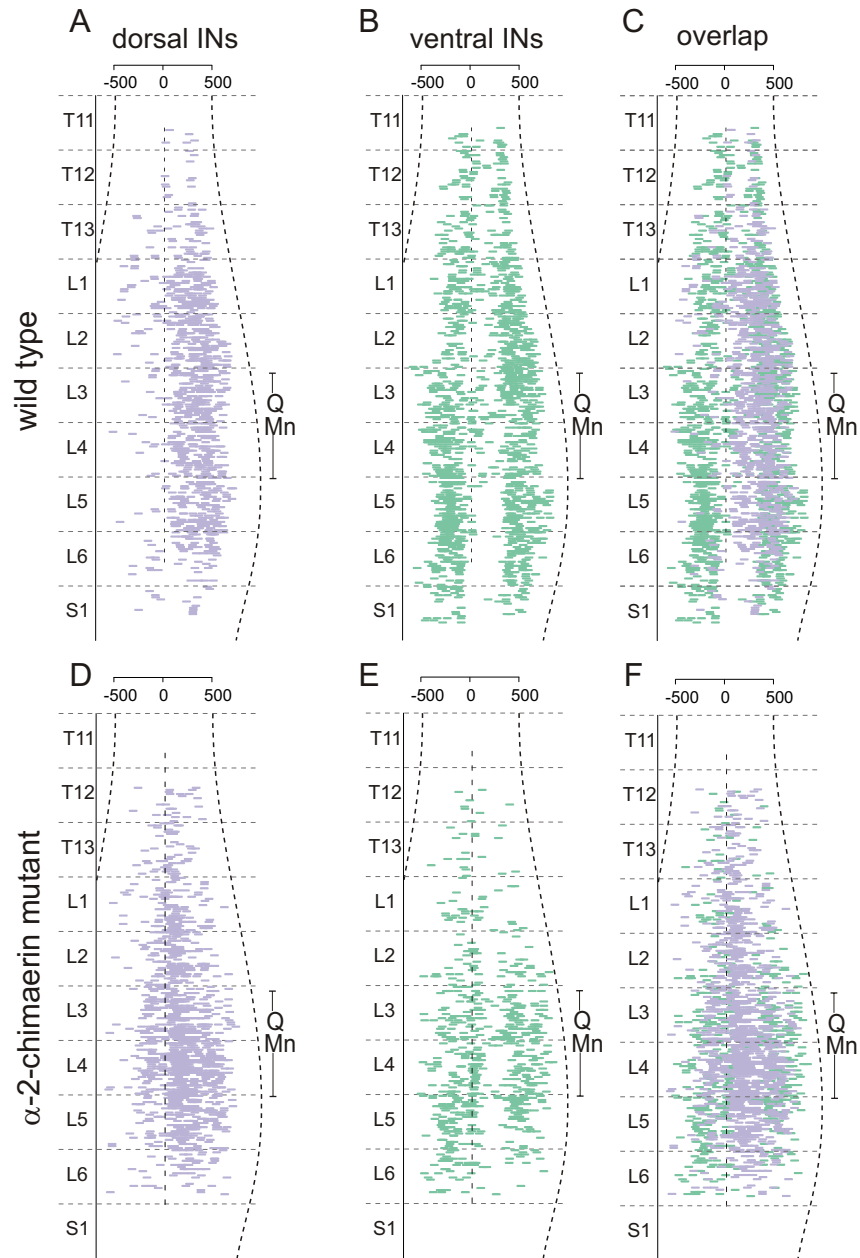 A dorsal INs B ventral INs C overlap
-500 0 500 -500 0 500 -500 0 500
T11 T11 T11
T12 T12 T12
T13 T13 T13
L1 L1 L1
L2 L2 L2
L3 Q L3 Q L3 Q
Mn Mn Mn
L4 L4 L4
L5 L5 L5
L6 L6 L6
S1 S1 S1
wild type
D E F
-500 0 500 -500 0 500 -500 0 500
T11 T11 T11
T12 T12 T12
T13 T13 T13
L1 L1 L1
L2 L2 L2
L3 Q L3 Q L3 Q
Mn Mn Mn
L4 L4 L4
L5 L5 L5
L6 L6 L6
S1 S1 S1
α-2-chimaerin mutant